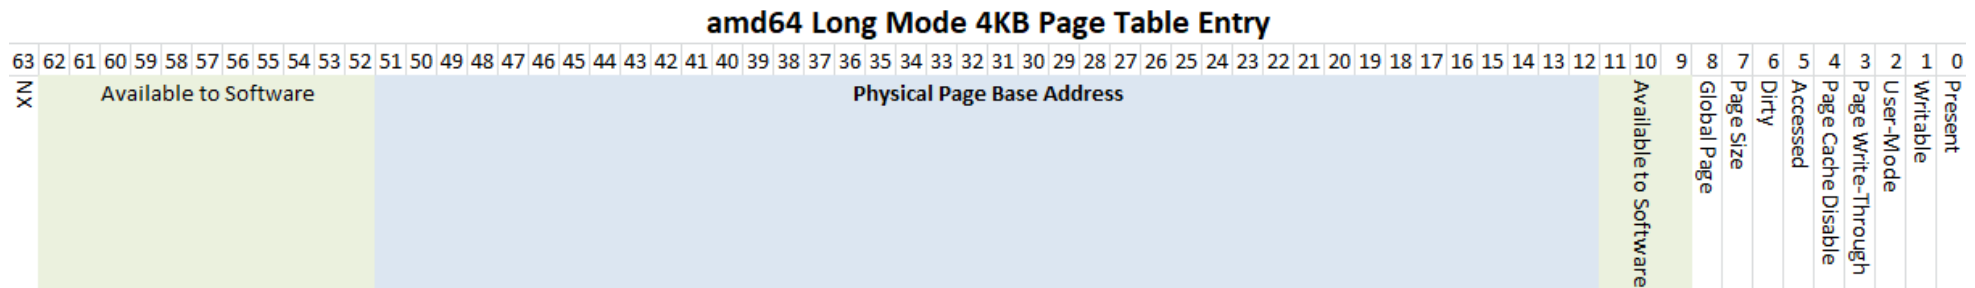 amd64 Long Mode 4KB Page Table Entry
63 62 61 60 59 58 57 56 55 54 53 52 51 50 49 48 47 46 45 44 43 42 41 40 39 38 37 36 35 34 33 32 31 30 29 28 27 26 25 24 23 22 21 20 19 18 17 16 15 14 13 12 11 10 9 8 7 6 5 4 3 2 1 0
NX
Available to Software
Physical Page Base Address
Available to Software
Global Page
Page Size
Dirty
Accessed
Page Cache Disable
Page Write-Through
User-Mode
Writable
Present